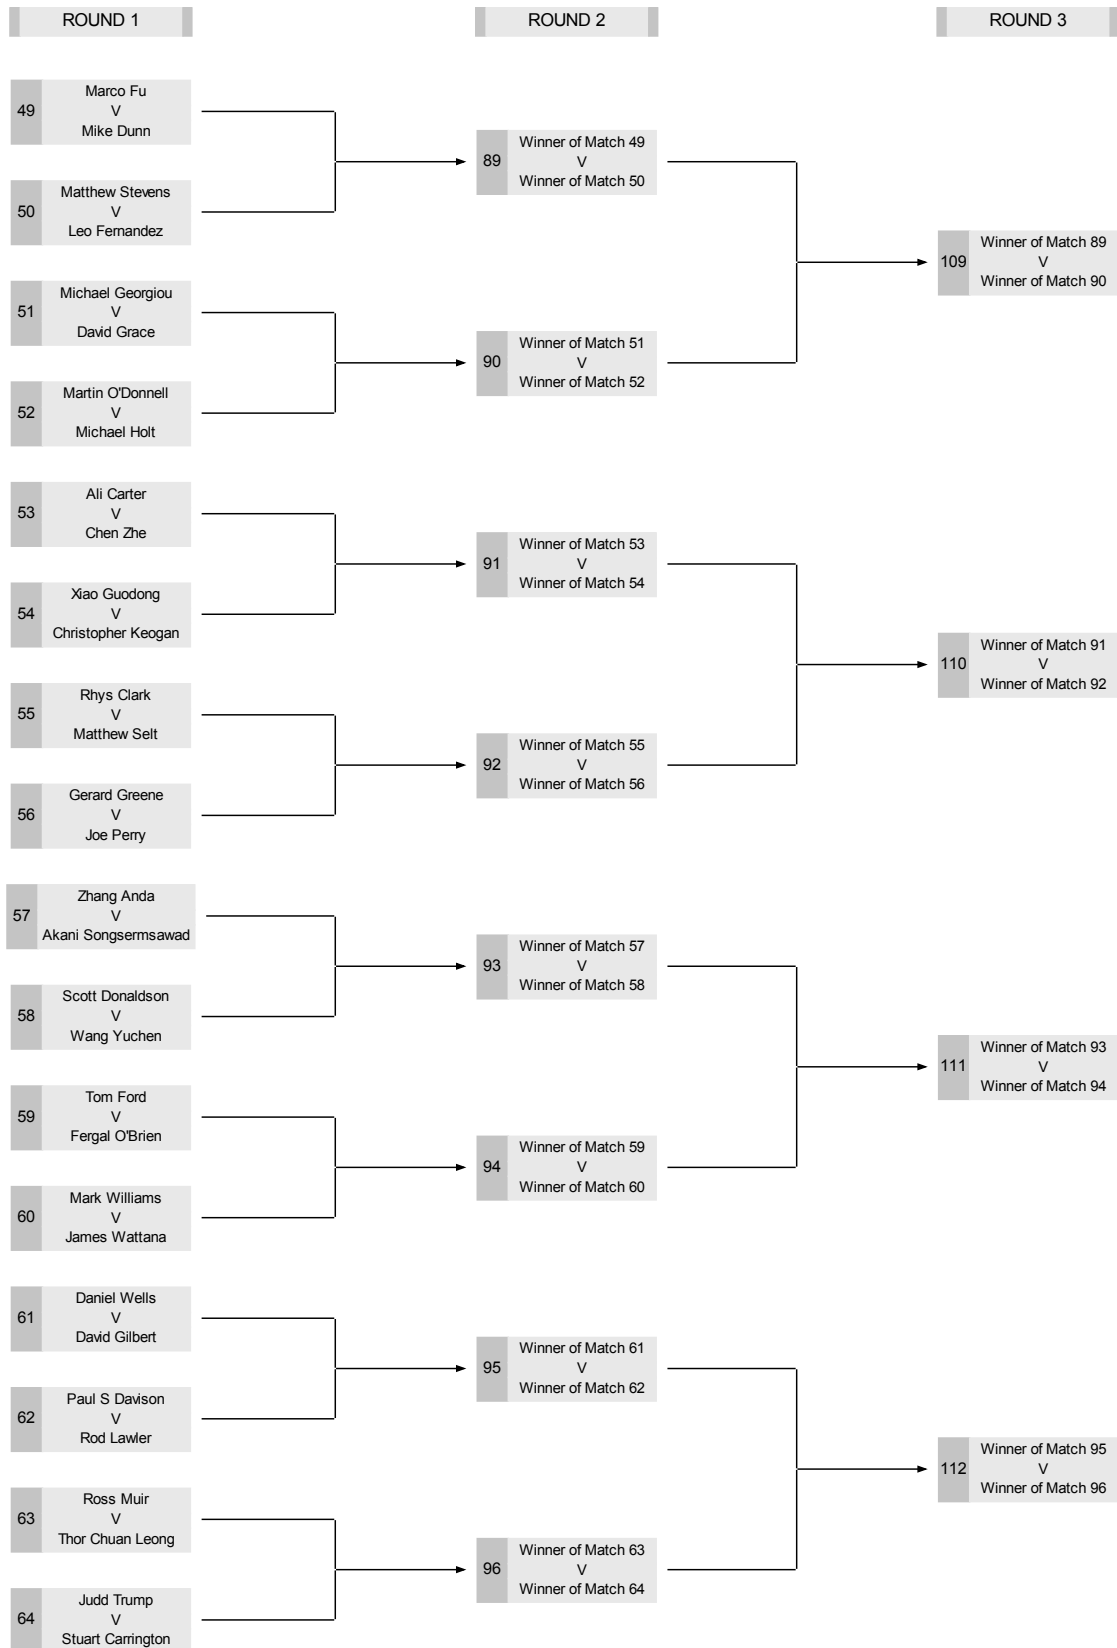 ROUND 1
ROUND 2
ROUND 3
49
Marco Fu
V
Mike Dunn
50
Matthew Stevens
V
Leo Fernandez
51
Michael Georgiou
V
David Grace
52
Martin O'Donnell
V
Michael Holt
53
Ali Carter
V
Chen Zhe
54
Xiao Guodong
V
Christopher Keogan
55
Rhys Clark
V
Matthew Selt
56
Gerard Greene
V
Joe Perry
57
Zhang Anda
V
Akani Songsermsawad
58
Scott Donaldson
V
Wang Yuchen
59
Tom Ford
V
Fergal O'Brien
60
Mark Williams
V
James Wattana
61
Daniel Wells
V
David Gilbert
62
Paul S Davison
V
Rod Lawler
63
Ross Muir
V
Thor Chuan Leong
64
Judd Trump
V
Stuart Carrington
89
Winner of Match 49
V
Winner of Match 50
90
Winner of Match 51
V
Winner of Match 52
91
Winner of Match 53
V
Winner of Match 54
92
Winner of Match 55
V
Winner of Match 56
93
Winner of Match 57
V
Winner of Match 58
94
Winner of Match 59
V
Winner of Match 60
95
Winner of Match 61
V
Winner of Match 62
96
Winner of Match 63
V
Winner of Match 64
109
Winner of Match 89
V
Winner of Match 90
110
Winner of Match 91
V
Winner of Match 92
111
Winner of Match 93
V
Winner of Match 94
112
Winner of Match 95
V
Winner of Match 96